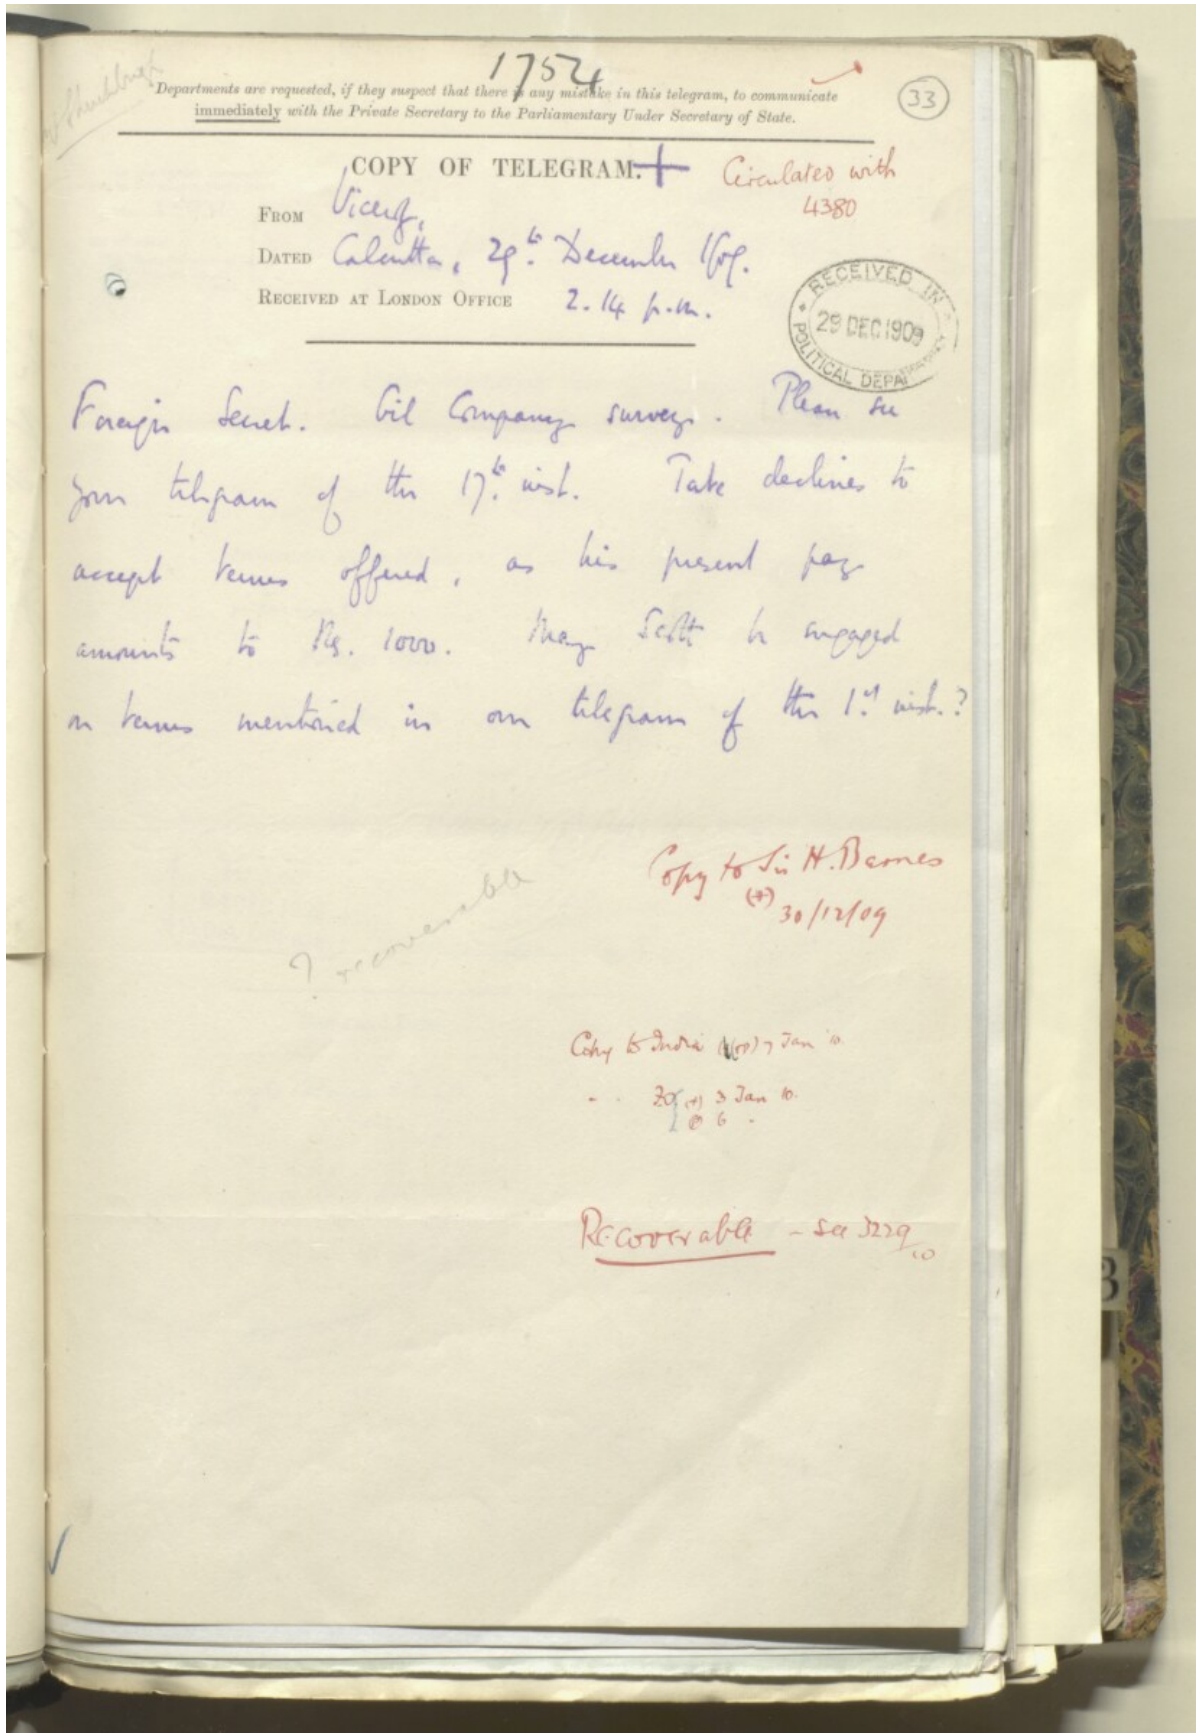 1754
Departments are requested, if they suspect that there is any mistake in this telegram, to communicate
immediately with the Private Secretary to the Parliamentary Under Secretary of State.
33
COPY OF TELEGRAM.
Circulated with
4380
FROM Viceroy,
DATED Calcutta, 29th December 1909.
RECEIVED AT LONDON OFFICE 2.14 p.m.
RECEIVED IN
29 DEC 1909
POLITICAL DEPARTMENT
Foreign Secret. Oil Company survey. Please see
your telegram of the 17th inst. Tate declines to
accept terms offered, as his present pay
amounts to Rs. 1000. May Scott be engaged
on terms mentioned in our telegram of the 1st inst.?
Copy to Sir H. Barnes
(+) 30/12/09
? recoverable
Copy to India 7 Jan 10.
3 Jan 10.
6
Recoverable - see 3229/10
3